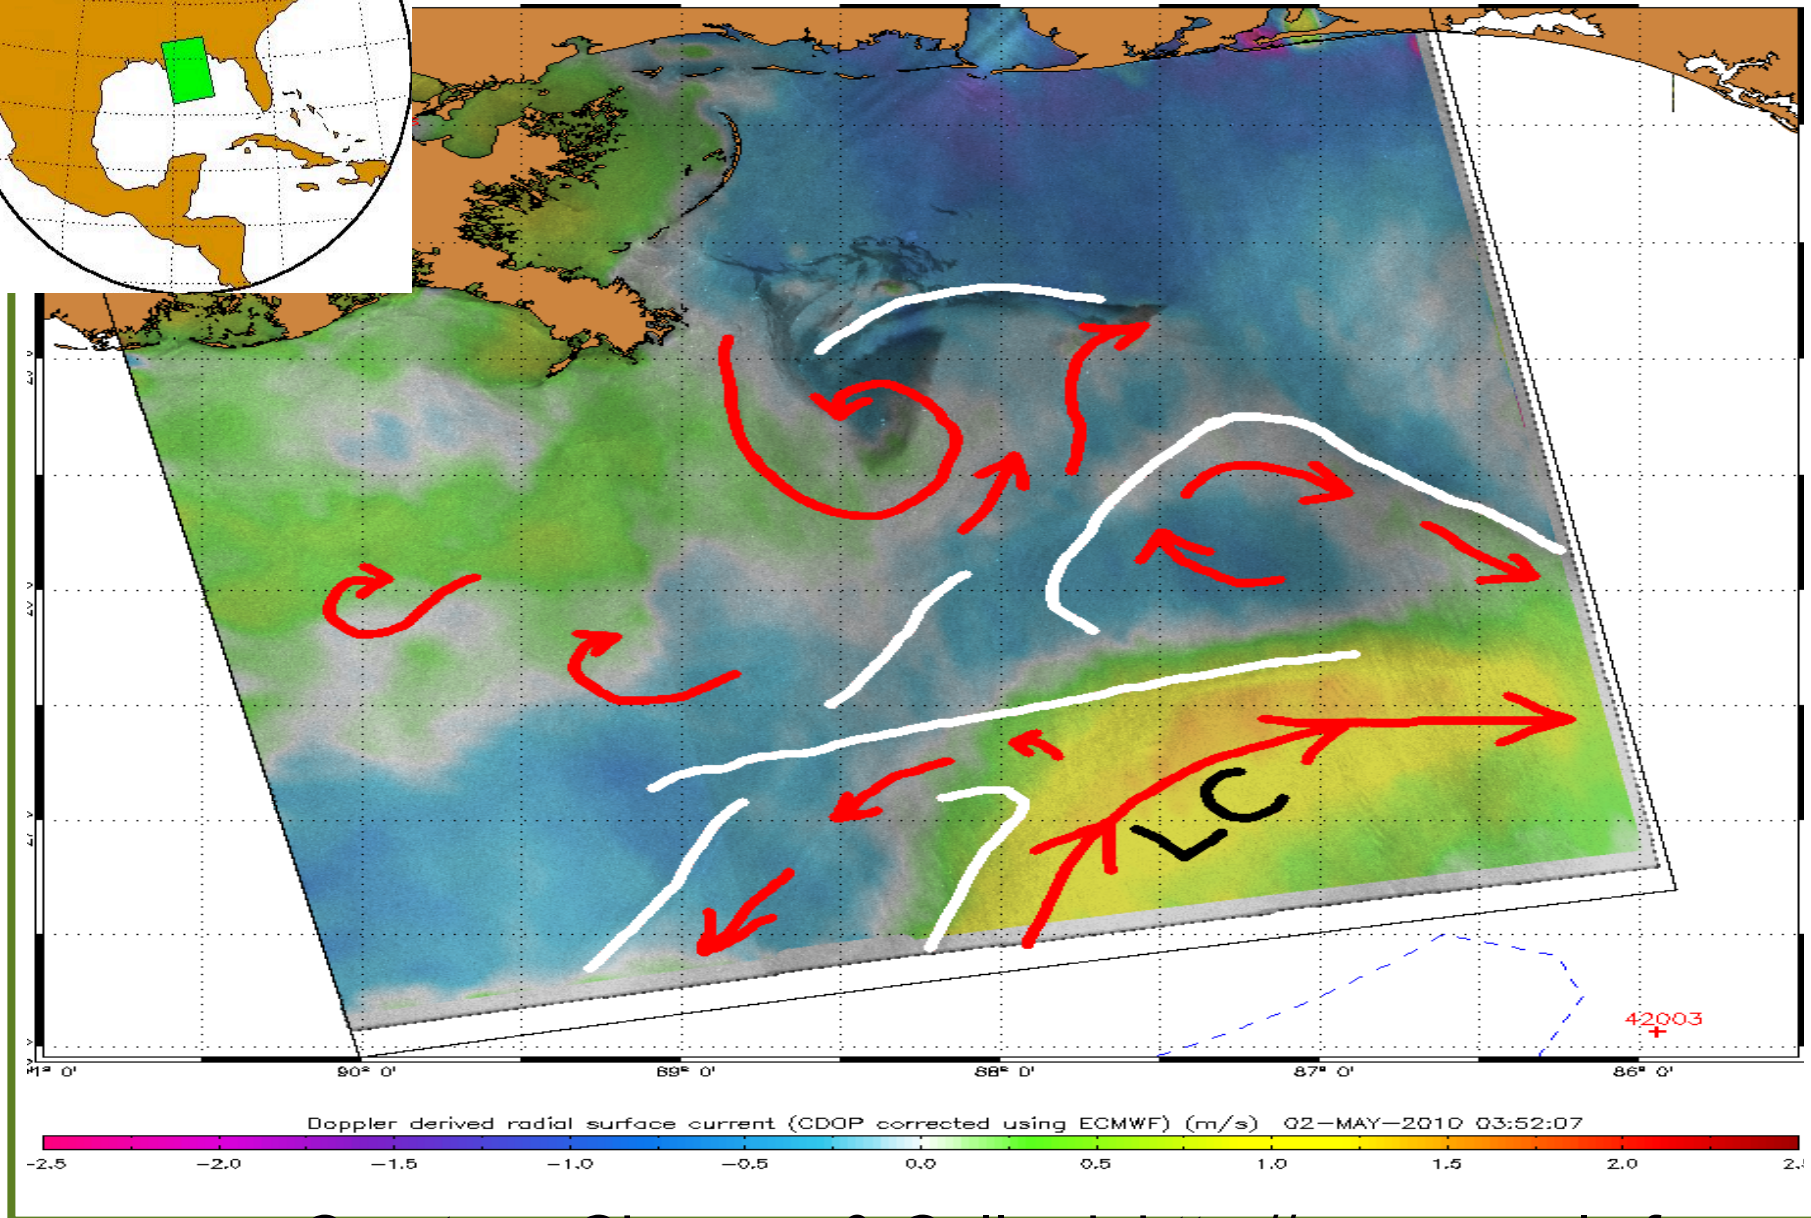 LC
42003
90° 0'
89° 0'
88° 0'
87° 0'
86° 0'
Doppler derived radial surface current (CDOP corrected using ECMWF) (m/s) 02-MAY-2010 03:52:07
-2.5 -2.0 -1.5 -1.0 -0.5 0.0 0.5 1.0 1.5 2.0